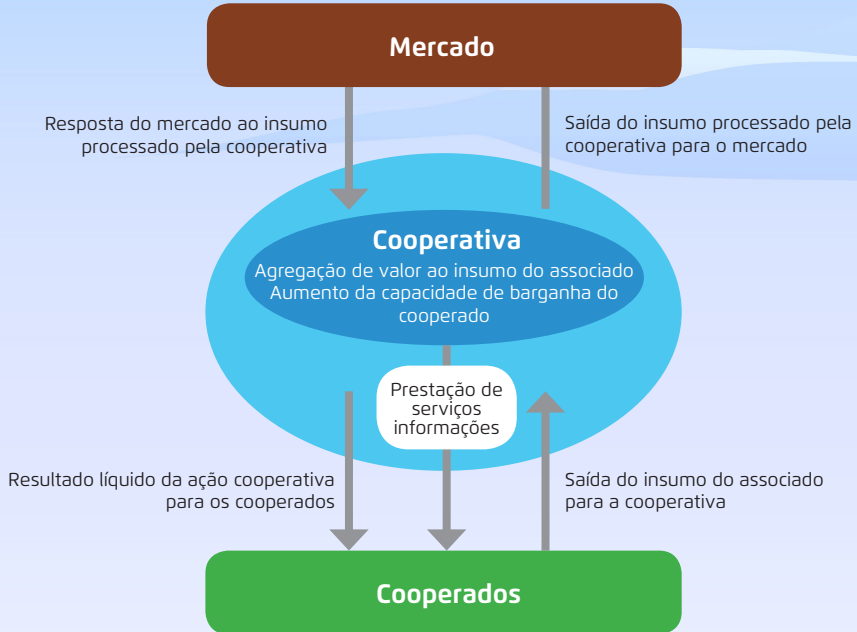 Mercado
Resposta do mercado ao insumo
processado pela cooperativa
Saída do insumo processado pela
cooperativa para o mercado
Cooperativa
Agregação de valor ao insumo do associado
Aumento da capacidade de barganha do
cooperado
Prestação de
serviços
informações
Resultado líquido da ação cooperativa
para os cooperados
Saída do insumo do associado
para a cooperativa
Cooperados